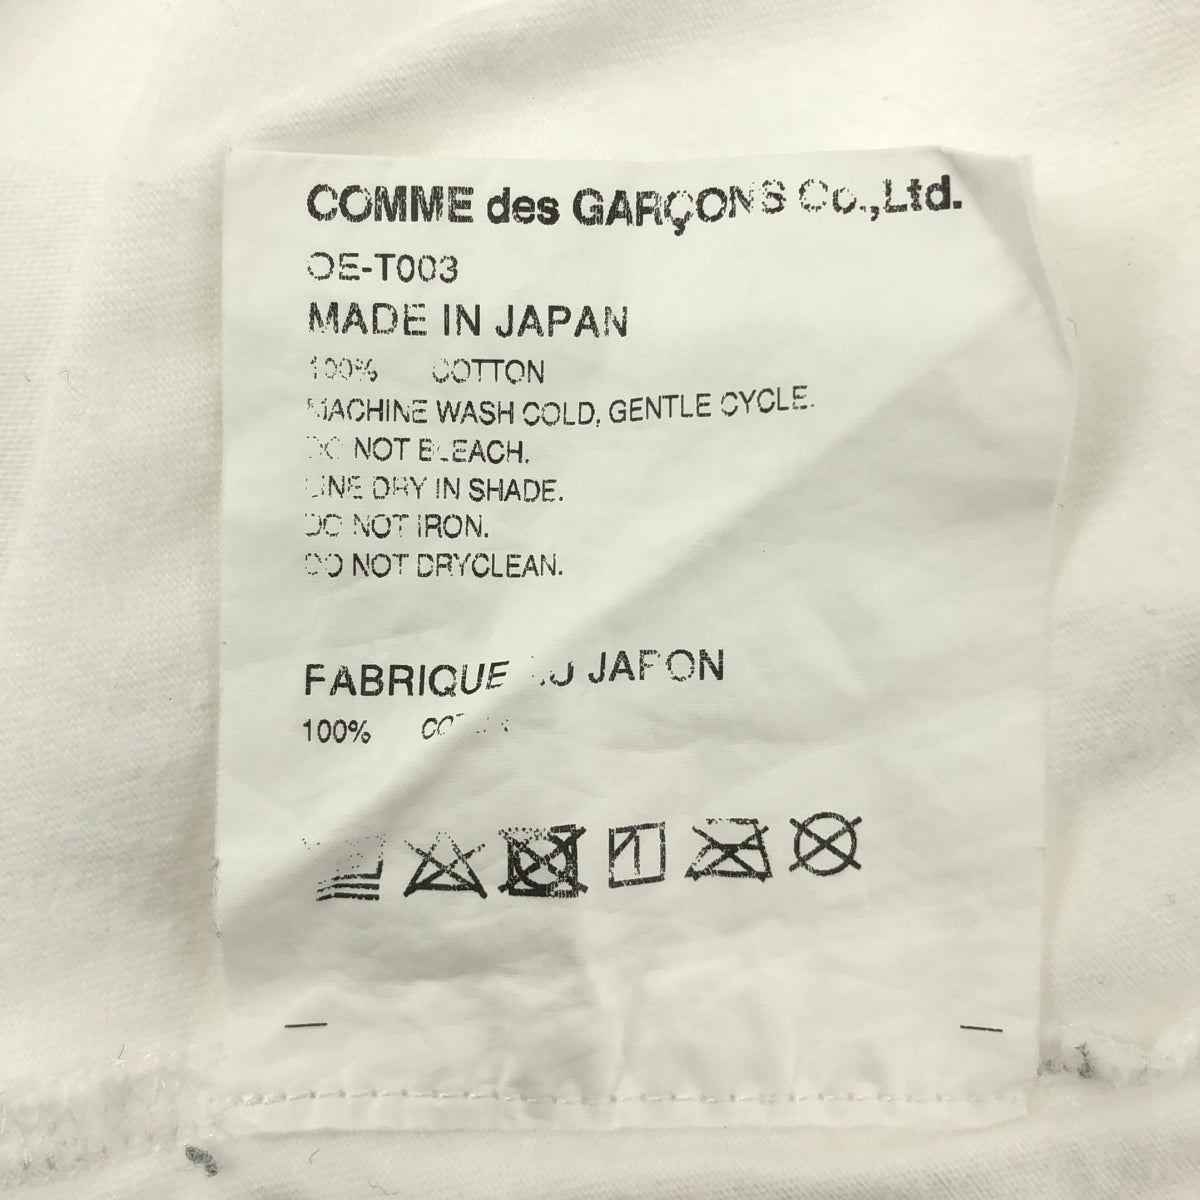 COMME des GARÇONS Co.,Ltd.
OE-T003
MADE IN JAPAN
100% COTTON
MACHINE WASH COLD, GENTLE CYCLE.
DO NOT BLEACH.
LINE DRY IN SHADE.
DO NOT IRON.
DO NOT DRYCLEAN.
FABRIQUE AU JAPON
100%